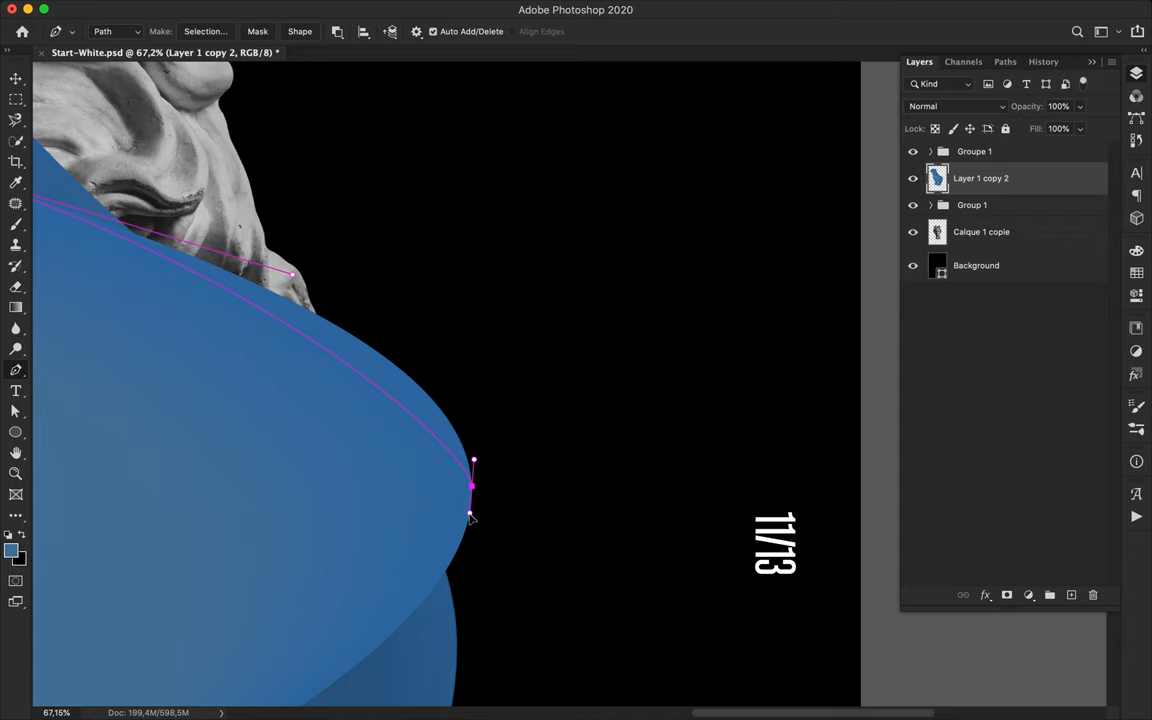 Adobe Photoshop 2020
Path
Make:
Selection...
Mask
Shape
Auto Add/Delete
Align Edges
Start-White.psd @ 67,2% (Layer 1 copy 2, RGB/8) *
Layers
Channels
Paths
History
Kind
Normal
Opacity: 100%
Lock:
Fill: 100%
Groupe 1
Layer 1 copy 2
Group 1
Calque 1 copie
Background
11/13
fx
67,15%
Doc: 199,4M/598,5M